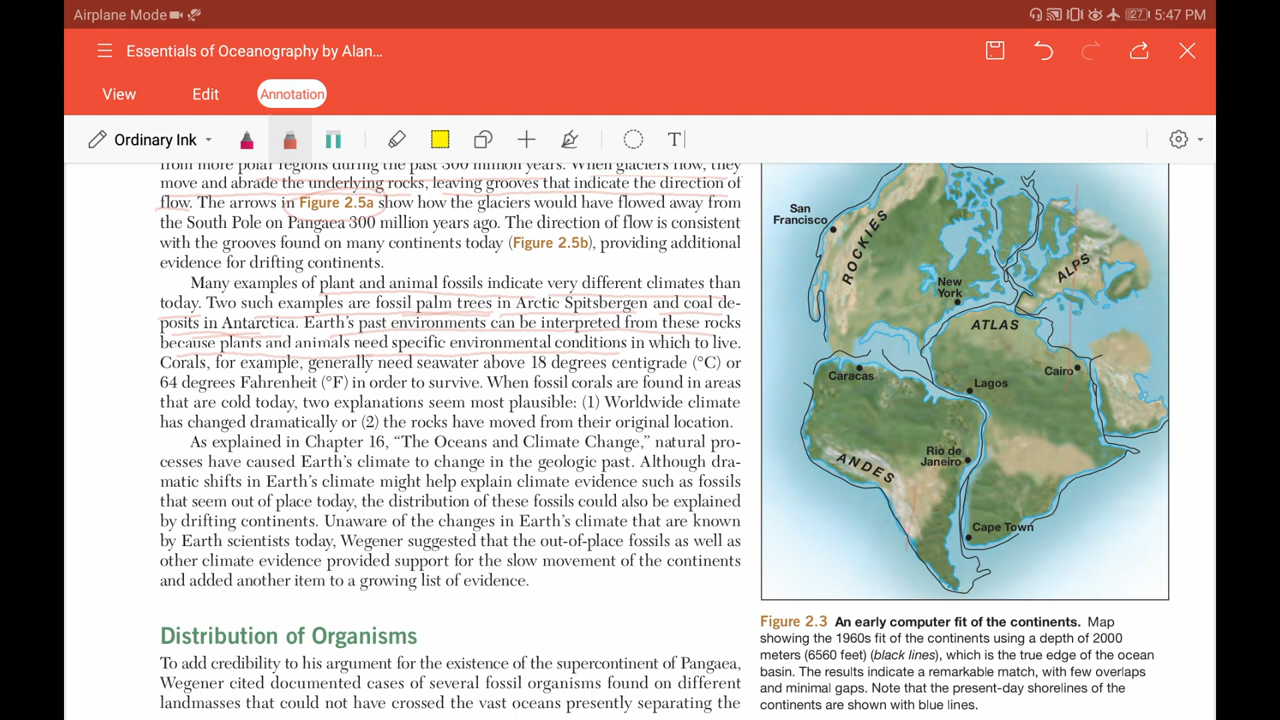 Airplane Mode
27 5:47 PM
Essentials of Oceanography by Alan...
View Edit Annotation
Ordinary Ink
T
from more polar regions during the past 300 million years. When glaciers flow, they
move and abrade the underlying rocks, leaving grooves that indicate the direction of
flow. The arrows in Figure 2.5a show how the glaciers would have flowed away from
the South Pole on Pangaea 300 million years ago. The direction of flow is consistent
with the grooves found on many continents today (Figure 2.5b), providing additional
evidence for drifting continents.
Many examples of plant and animal fossils indicate very different climates than
today. Two such examples are fossil palm trees in Arctic Spitsbergen and coal de-
posits in Antarctica. Earth's past environments can be interpreted from these rocks
because plants and animals need specific environmental conditions in which to live.
Corals, for example, generally need seawater above 18 degrees centigrade (°C) or
64 degrees Fahrenheit (°F) in order to survive. When fossil corals are found in areas
that are cold today, two explanations seem most plausible: (1) Worldwide climate
has changed dramatically or (2) the rocks have moved from their original location.
As explained in Chapter 16, “The Oceans and Climate Change,” natural pro-
cesses have caused Earth's climate to change in the geologic past. Although dra-
matic shifts in Earth's climate might help explain climate evidence such as fossils
that seem out of place today, the distribution of these fossils could also be explained
by drifting continents. Unaware of the changes in Earth's climate that are known
by Earth scientists today, Wegener suggested that the out-of-place fossils as well as
other climate evidence provided support for the slow movement of the continents
and added another item to a growing list of evidence.
Distribution of Organisms
To add credibility to his argument for the existence of the supercontinent of Pangaea,
Wegener cited documented cases of several fossil organisms found on different
landmasses that could not have crossed the vast oceans presently separating the
San
Francisco
ROCKIES
New
York
ALPS
ATLAS
Caracas
Lagos
Cairo
Rio de
Janeiro
ANDES
Cape Town
Figure 2.3 An early computer fit of the continents. Map
showing the 1960s fit of the continents using a depth of 2000
meters (6560 feet) (black lines), which is the true edge of the ocean
basin. The results indicate a remarkable match, with few overlaps
and minimal gaps. Note that the present-day shorelines of the
continents are shown with blue lines.